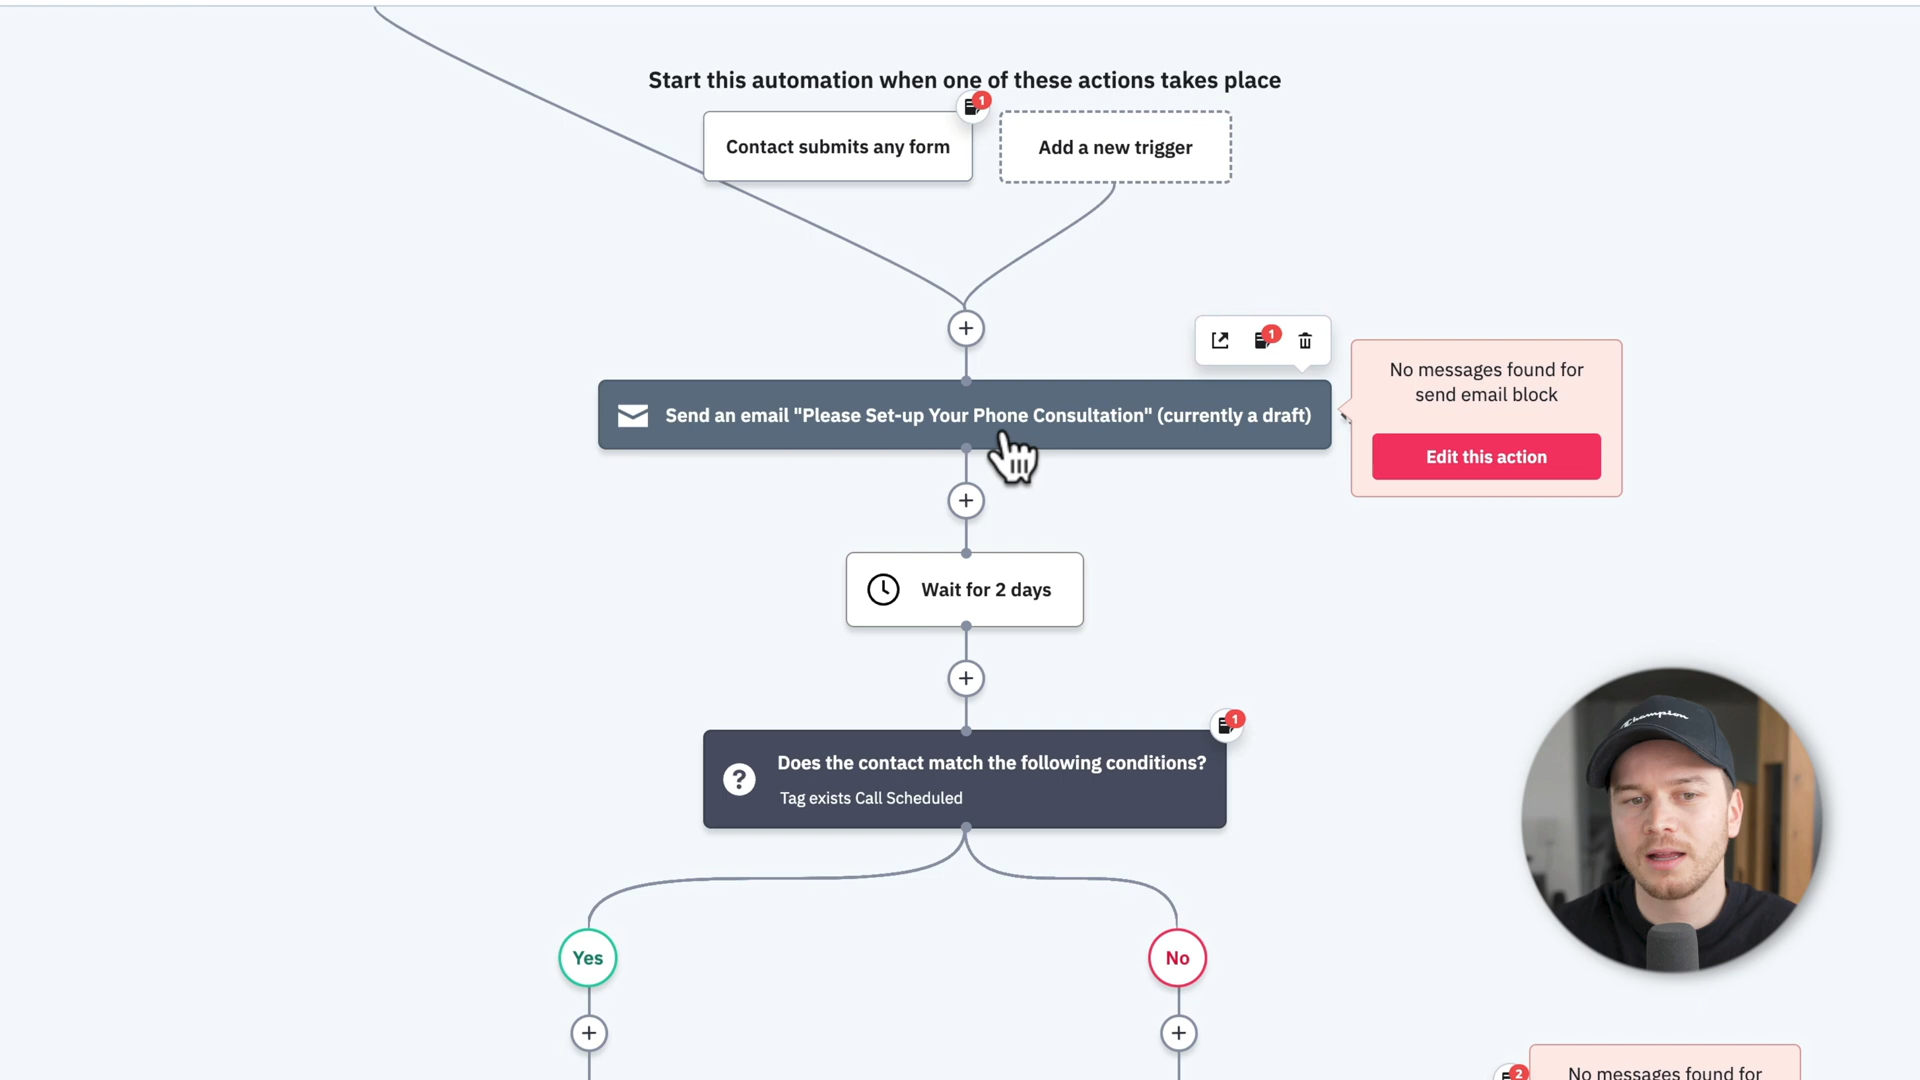 Start this automation when one of these actions takes place
1
Contact submits any form
Add a new trigger
1
No messages found for
send email block
Send an email "Please Set-up Your Phone Consultation" (currently a draft)
Edit this action
Wait for 2 days
1
Does the contact match the following conditions?
Tag exists Call Scheduled
Champion
Yes
No
2
No messages found for